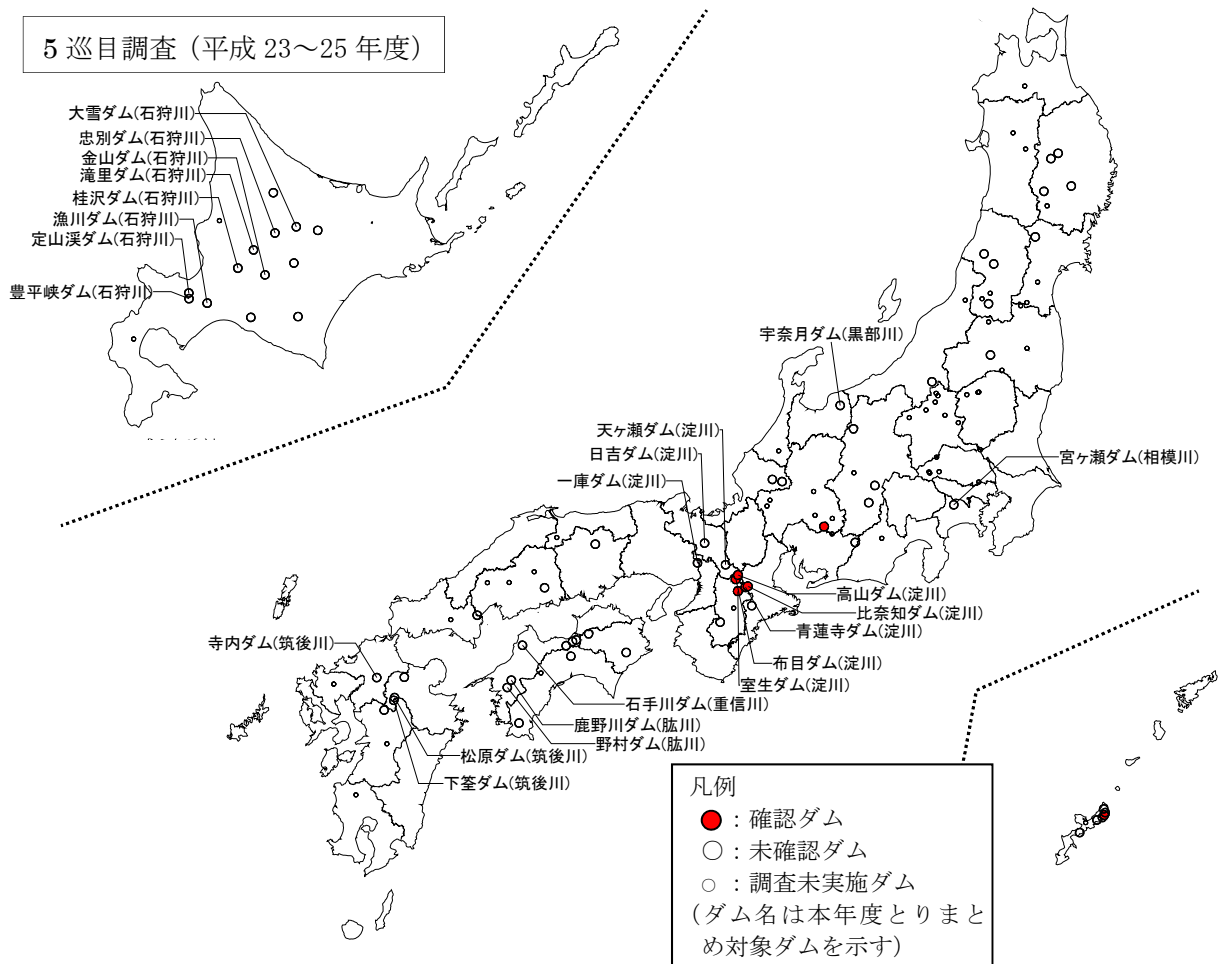 5 巡目調査（平成 23～25 年度）
大雪ダム(石狩川)
忠別ダム(石狩川)
金山ダム(石狩川)
滝里ダム(石狩川)
桂沢ダム(石狩川)
漁川ダム(石狩川)
定山渓ダム(石狩川)
豊平峡ダム(石狩川)
宇奈月ダム(黒部川)
天ヶ瀬ダム(淀川)
日吉ダム(淀川)
一庫ダム(淀川)
宮ヶ瀬ダム(相模川)
高山ダム(淀川)
比奈知ダム(淀川)
青蓮寺ダム(淀川)
布目ダム(淀川)
室生ダム(淀川)
寺内ダム(筑後川)
石手川ダム(重信川)
鹿野川ダム(肱川)
野村ダム(肱川)
松原ダム(筑後川)
下筌ダム(筑後川)
凡例
：確認ダム
：未確認ダム
：調査未実施ダム
(ダム名は本年度とりまと
め対象ダムを示す)